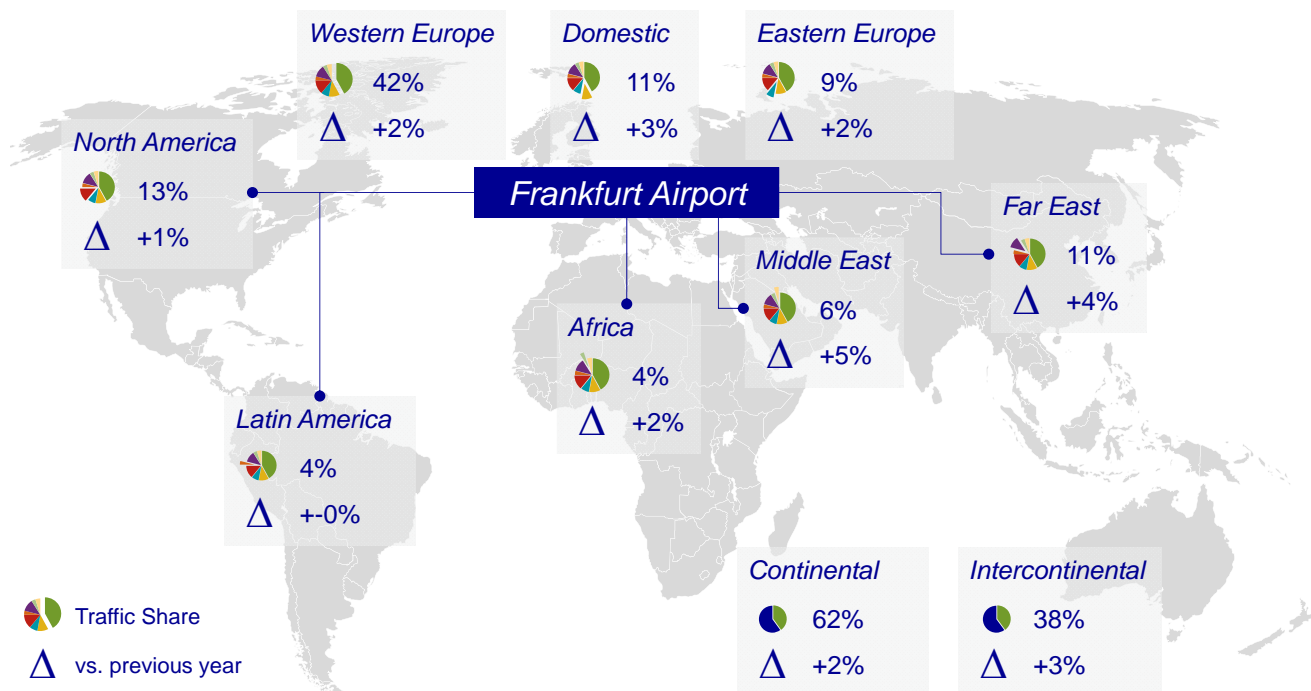 Western Europe
42%
Δ +2%
Domestic
11%
Δ +3%
Eastern Europe
9%
Δ +2%
North America
13%
Δ +1%
Frankfurt Airport
Far East
11%
Δ +4%
Middle East
6%
Δ +5%
Africa
4%
Δ +2%
Latin America
4%
Δ +-0%
Continental
62%
Δ +2%
Intercontinental
38%
Δ +3%
Traffic Share
Δ vs. previous year